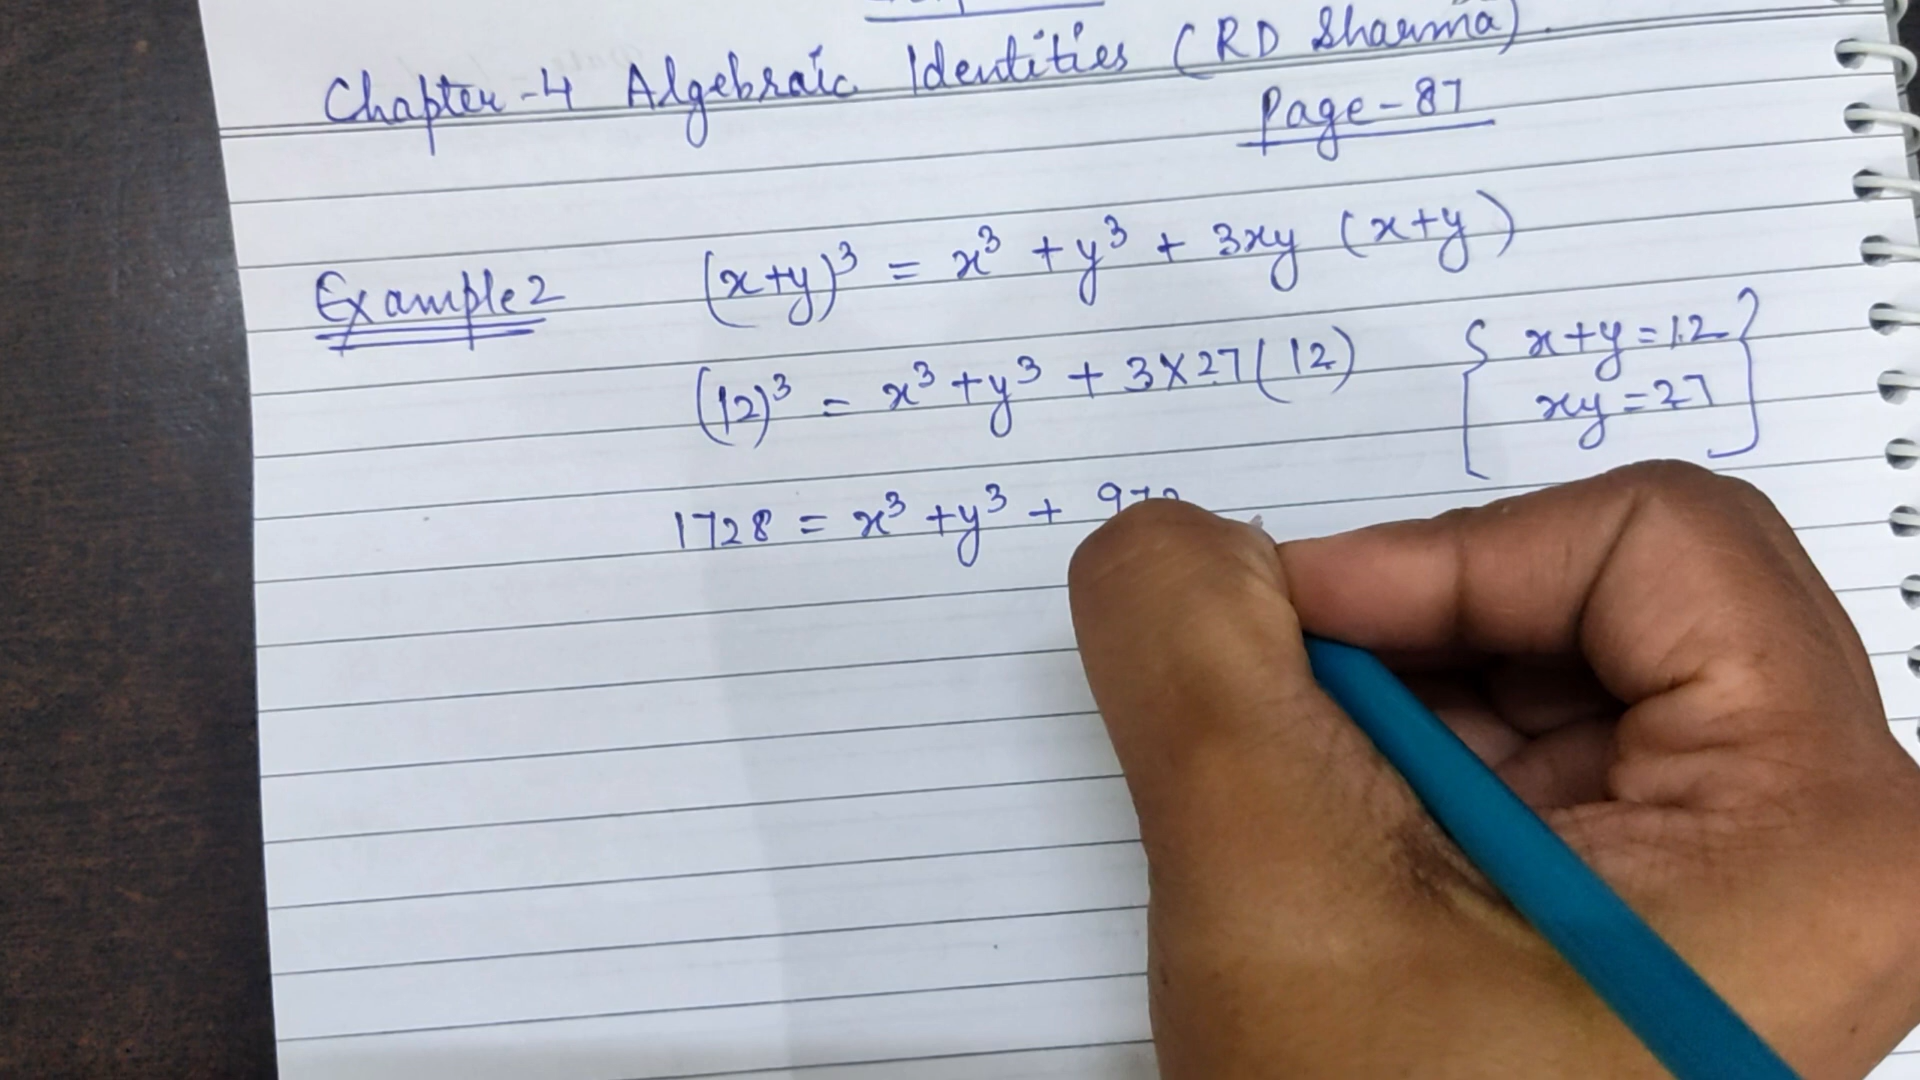 Chapter-4 Algebraic Identities (RD Sharma).
Page-87
Example 2 (x+y)³ = x³ + y³ + 3xy (x+y)
(12)³ = x³ + y³ + 3×27(12) { x+y=12
xy=27 }
1728 = x³ + y³ + 972